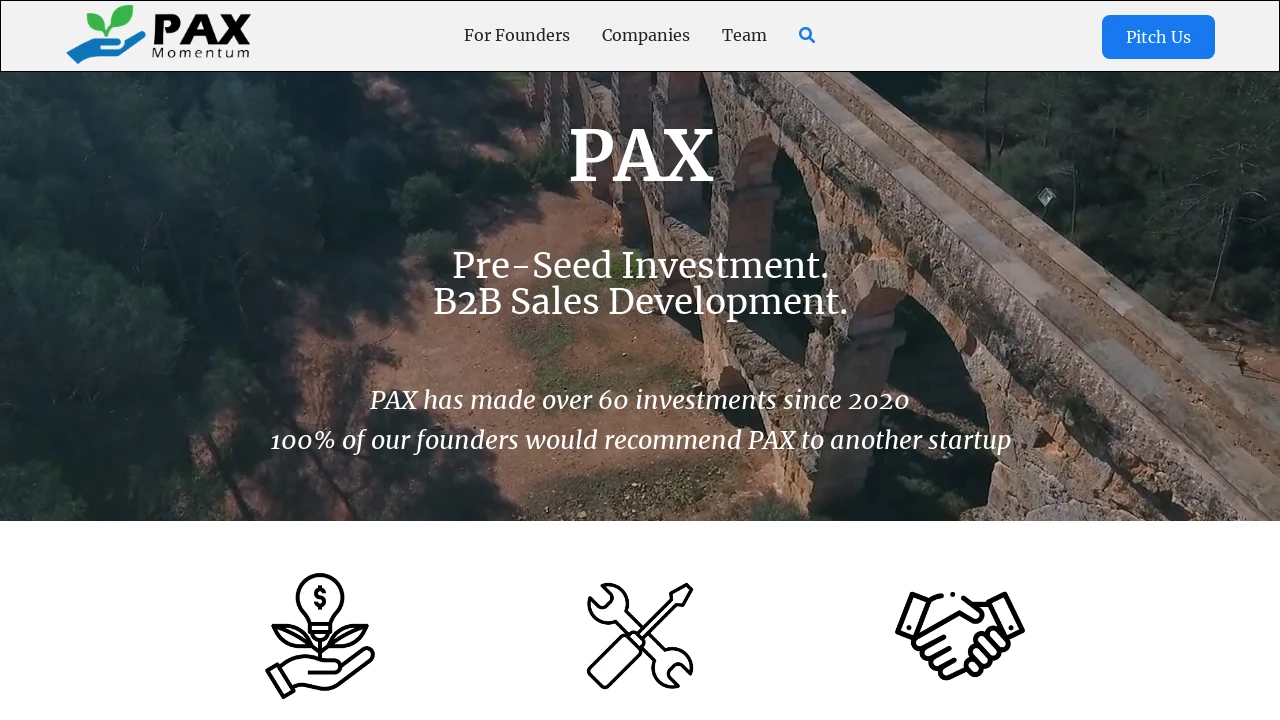 PAX
Momentum
For Founders
Companies
Team
Pitch Us
PAX
Pre-Seed Investment.
B2B Sales Development.
PAX has made over 60 investments since 2020
100% of our founders would recommend PAX to another startup
$